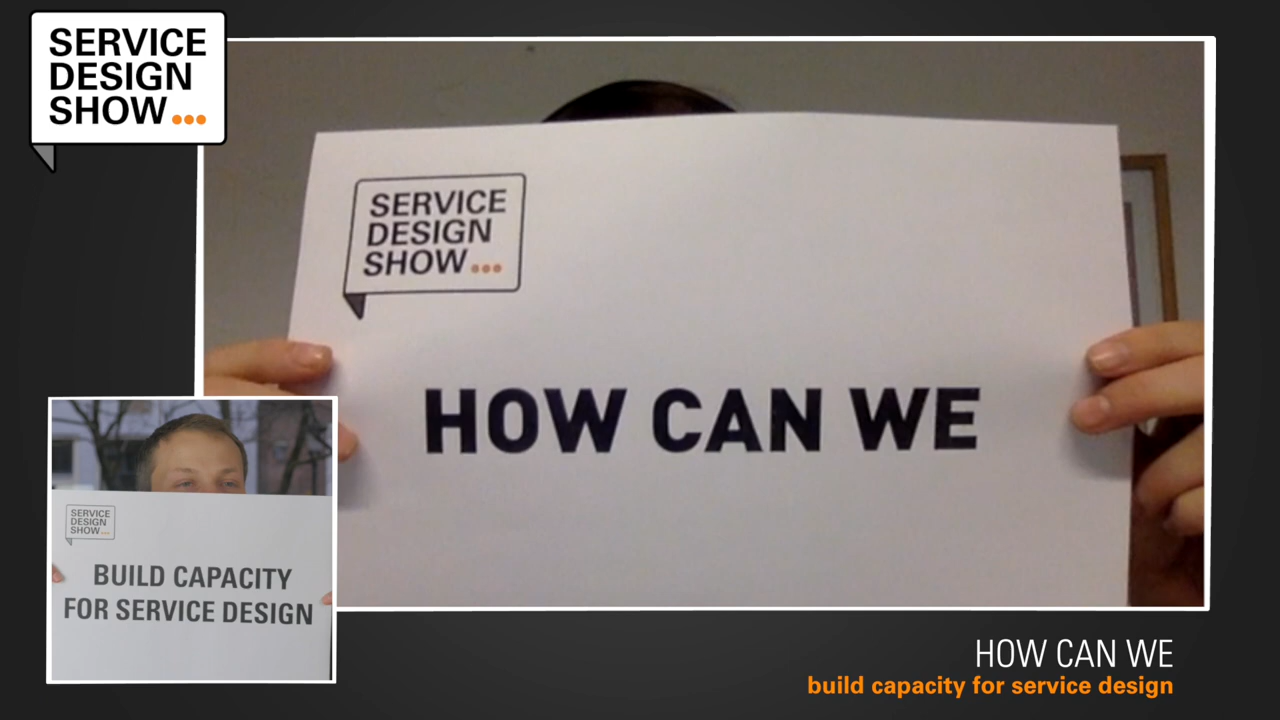 SERVICE
DESIGN
SHOW...
SERVICE
DESIGN
SHOW...
HOW CAN WE
SERVICE
DESIGN
SHOW...
BUILD CAPACITY
FOR SERVICE DESIGN
HOW CAN WE
build capacity for service design